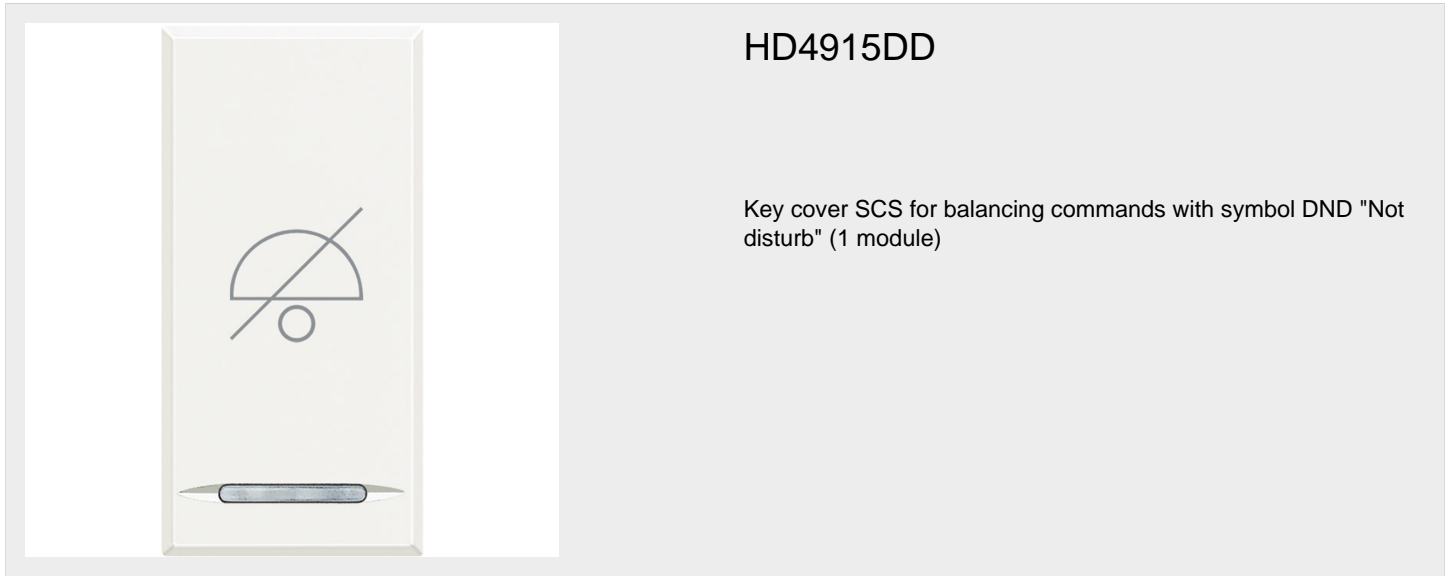 HD4915DD
Key cover SCS for balancing commands with symbol DND "Not
disturb" (1 module)